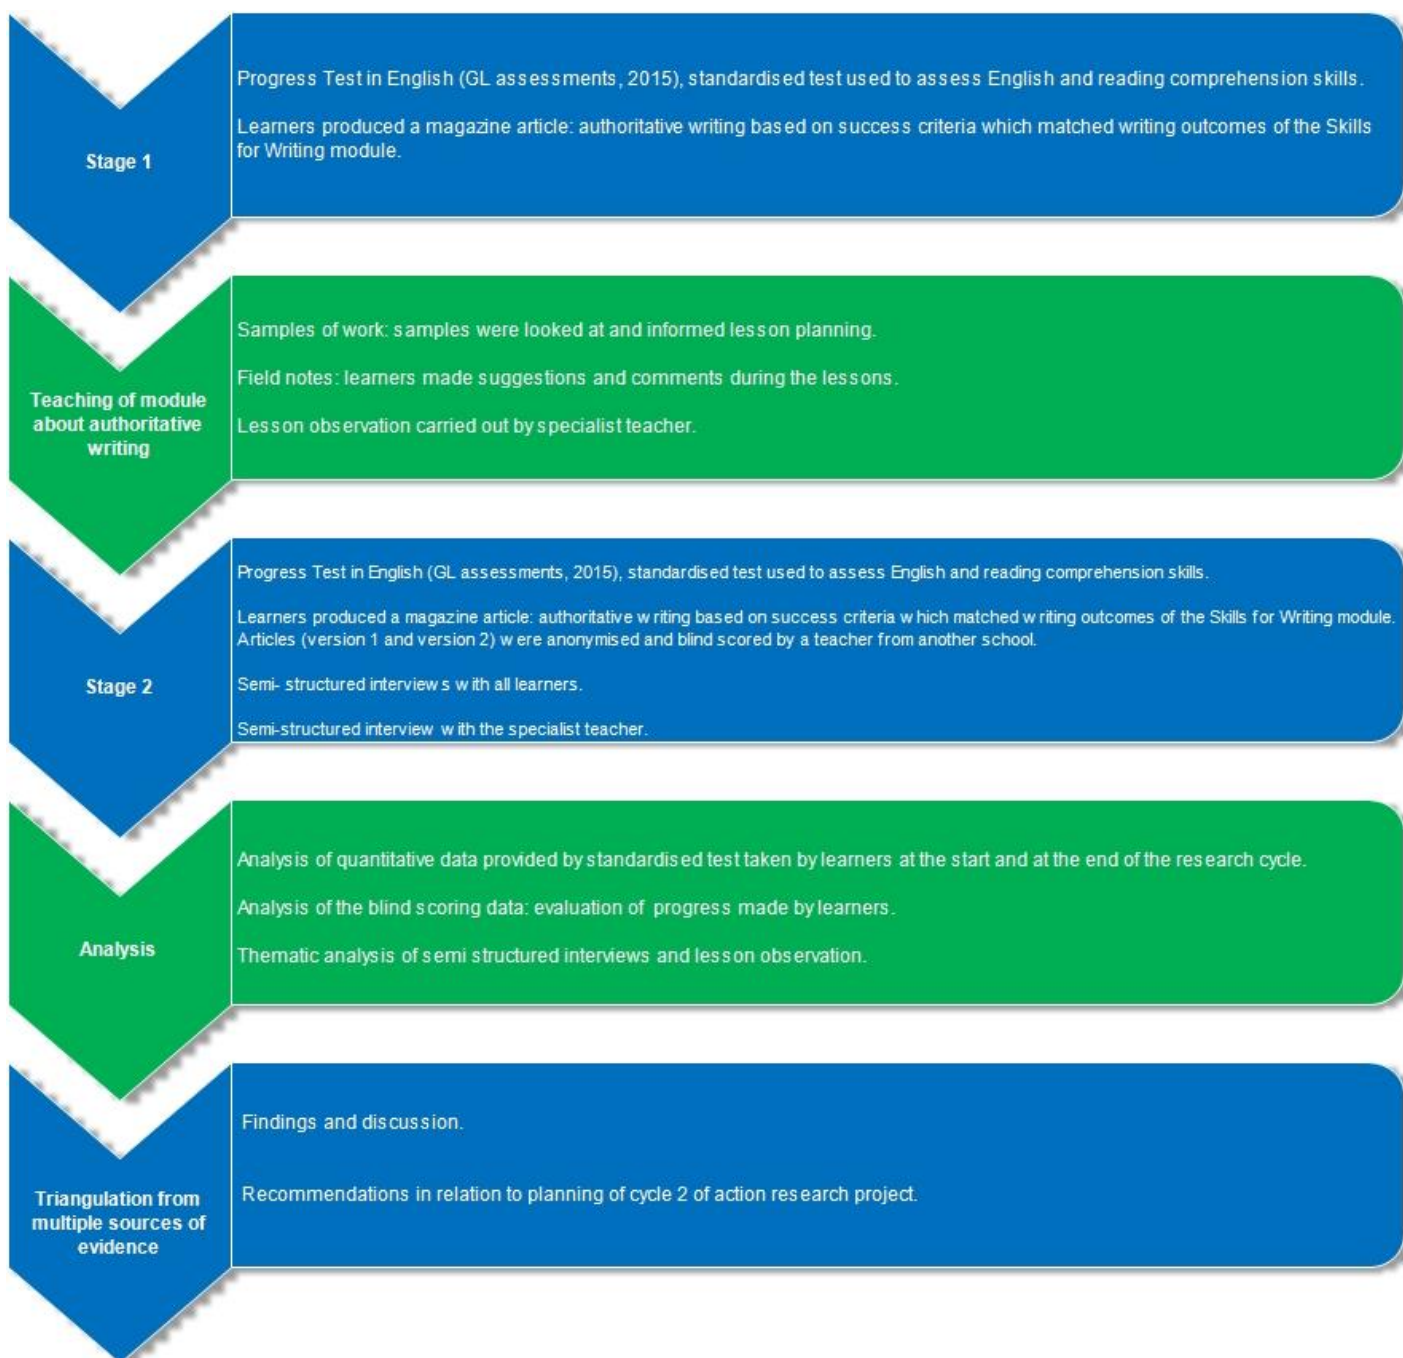 Stage 1
Progress Test in English (GL assessments, 2015), standardised test used to assess English and reading comprehension skills.
Learners produced a magazine article: authoritative writing based on success criteria which matched writing outcomes of the Skills
for Writing module.
Teaching of module
about authoritative
writing
Samples of work: samples were looked at and informed lesson planning.
Field notes: learners made suggestions and comments during the lessons.
Lesson observation carried out by specialist teacher.
Stage 2
Progress Test in English (GL assessments, 2015), standardised test used to assess English and reading comprehension skills.
Learners produced a magazine article: authoritative writing based on success criteria which matched writing outcomes of the Skills for Writing module.
Articles (version 1 and version 2) were anonymised and blind scored by a teacher from another school.
Semi- structured interviews with all learners.
Semi-structured interview with the specialist teacher.
Analysis
Analysis of quantitative data provided by standardised test taken by learners at the start and at the end of the research cycle.
Analysis of the blind scoring data: evaluation of progress made by learners.
Thematic analysis of semi structured interviews and lesson observation.
Triangulation from
multiple sources of
evidence
Findings and discussion.
Recommendations in relation to planning of cycle 2 of action research project.